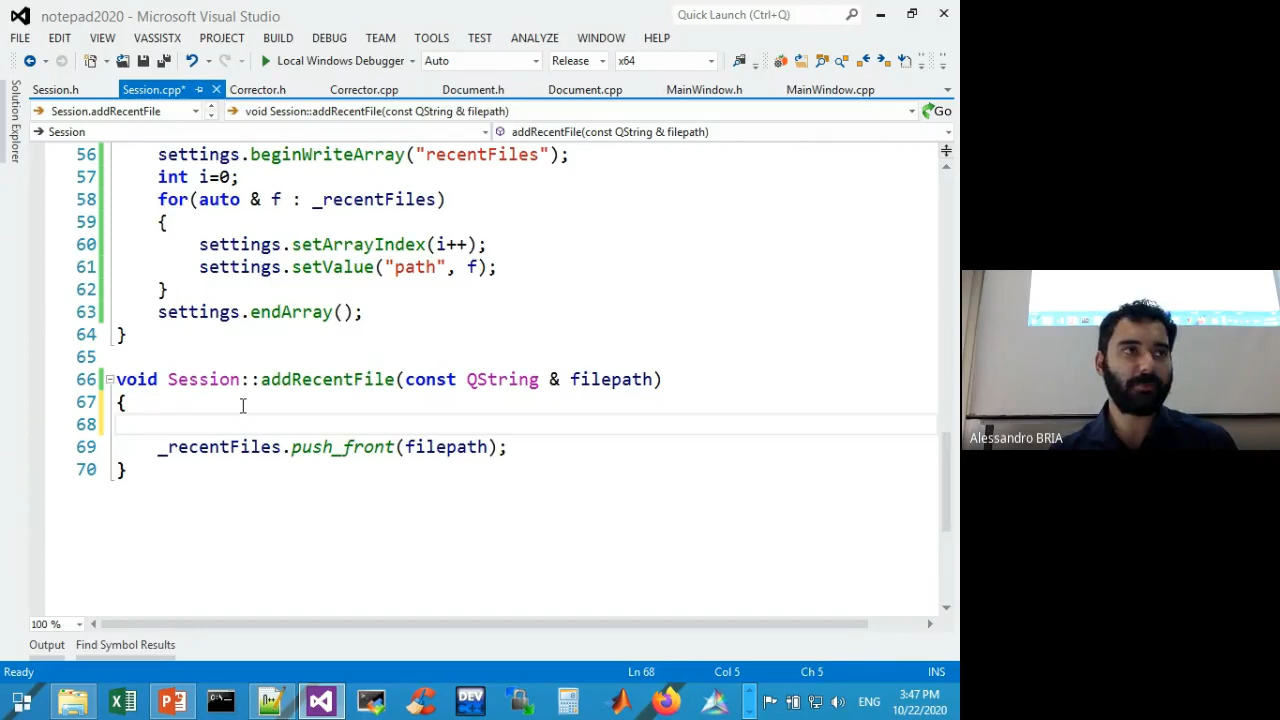 notepad2020 - Microsoft Visual Studio
Quick Launch (Ctrl+Q)
FILE EDIT VIEW VASSISTX PROJECT BUILD DEBUG TEAM TOOLS TEST ANALYZE WINDOW HELP
Local Windows Debugger Auto Release x64
Session.h Session.cpp* Corrector.h Corrector.cpp Document.h Document.cpp MainWindow.h MainWindow.cpp
Session.addRecentFile void Session::addRecentFile(const QString & filepath) Go
Session addRecentFile(const QString & filepath)
Solution Explorer
56 settings.beginWriteArray("recentFiles");
57 int i=0;
58 for(auto & f : _recentFiles)
59 {
60 settings.setArrayIndex(i++);
61 settings.setValue("path", f);
62 }
63 settings.endArray();
64 }
65
66 void Session::addRecentFile(const QString & filepath)
67 {
68
69 _recentFiles.push_front(filepath);
70 }
Alessandro BRIA
100 %
Output Find Symbol Results
Ready Ln 68 Col 5 Ch 5 INS
DEV
ENG
3:47 PM
10/22/2020